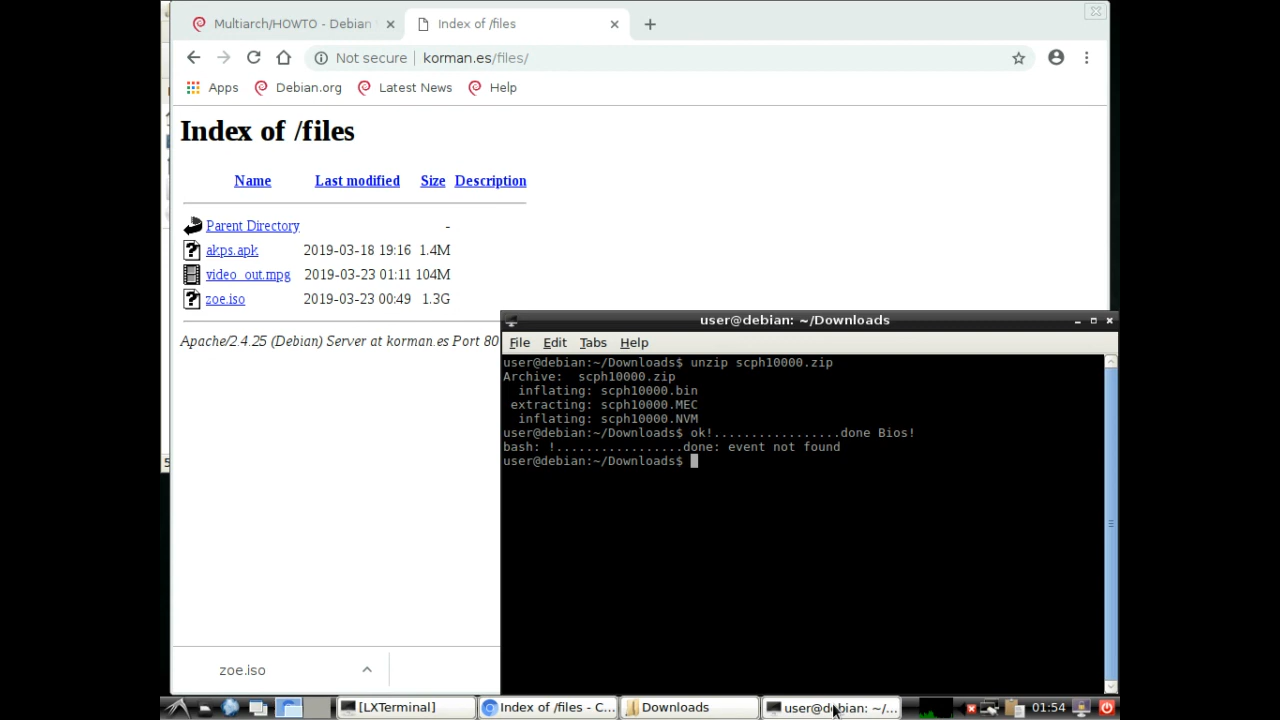 Multiarch/HOWTO - Debian
Index of /files
Not secure
korman.es/files/
Apps
Debian.org
Latest News
Help
Index of /files
Name Last modified Size Description
Parent Directory -
akps.apk 2019-03-18 19:16 1.4M
video_out.mpg 2019-03-23 01:11 104M
zoe.iso 2019-03-23 00:49 1.3G
Apache/2.4.25 (Debian) Server at korman.es Port 80
user@debian: ~/Downloads
File Edit Tabs Help
user@debian:~/Downloads$ unzip scph10000.zip
Archive:  scph10000.zip
  inflating: scph10000.bin
 extracting: scph10000.MEC
  inflating: scph10000.NVM
user@debian:~/Downloads$ ok!.................done Bios!
bash: !.................done: event not found
user@debian:~/Downloads$
zoe.iso
[LXTerminal]
Index of /files - C...
Downloads
user@debian: ~/...
01:54